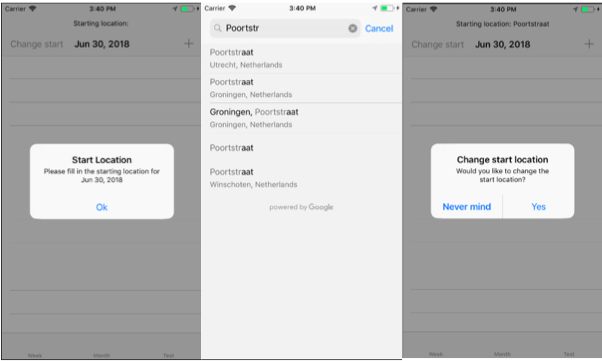 Carrier 3:40 PM
Starting location:
Change start Jun 30, 2018 +
Start Location
Please fill in the starting location for
Jun 30, 2018
Ok
Week Month Text
Carrier 3:40 PM
Poortstr Cancel
Poortstraat
Utrecht, Netherlands
Poortstraat
Groningen, Netherlands
Groningen, Poortstraat
Groningen, Netherlands
Poortstraat
Poortstraat
Winschoten, Netherlands
powered by Google
Carrier 3:40 PM
Starting location: Poortstraat
Change start Jun 30, 2018 +
Change start location
Would you like to change the
start location?
Never mind Yes
Week Month Text